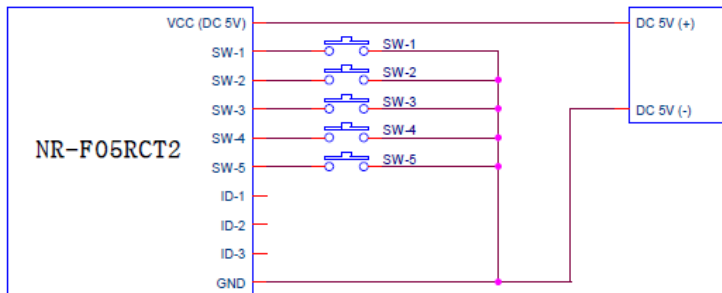 VCC (DC 5V)
DC 5V (+)
SW-1
SW-1
SW-2
SW-2
SW-3
SW-3
DC 5V (-)
SW-4
SW-4
NR-F05RCT2
SW-5
SW-5
ID-1
ID-2
ID-3
GND